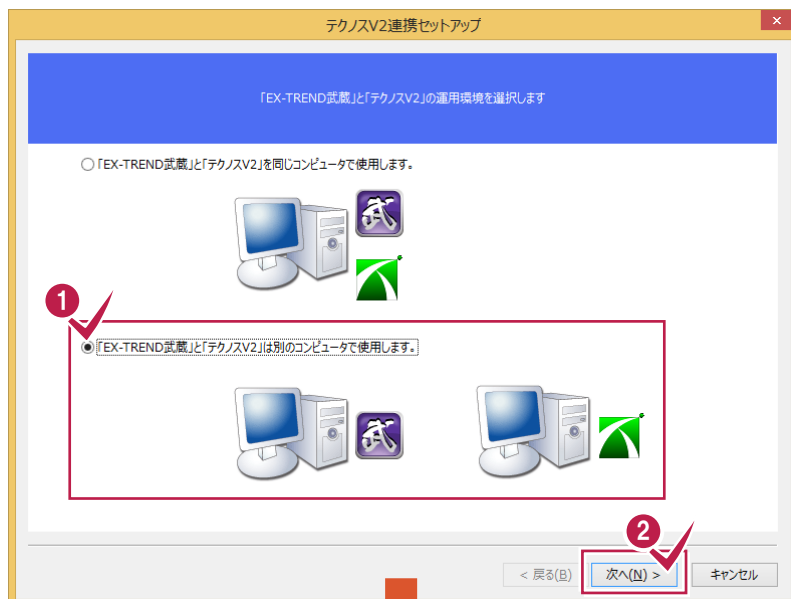 テクノスV2連携セットアップ
「EX-TREND武蔵」と「テクノスV2」の運用環境を選択します
「EX-TREND武蔵」と「テクノスV2」を同じコンピュータで使用します。
武
1
「EX-TREND武蔵」と「テクノスV2」は別のコンピュータで使用します。
武
2
< 戻る(B)
次へ(N) >
キャンセル